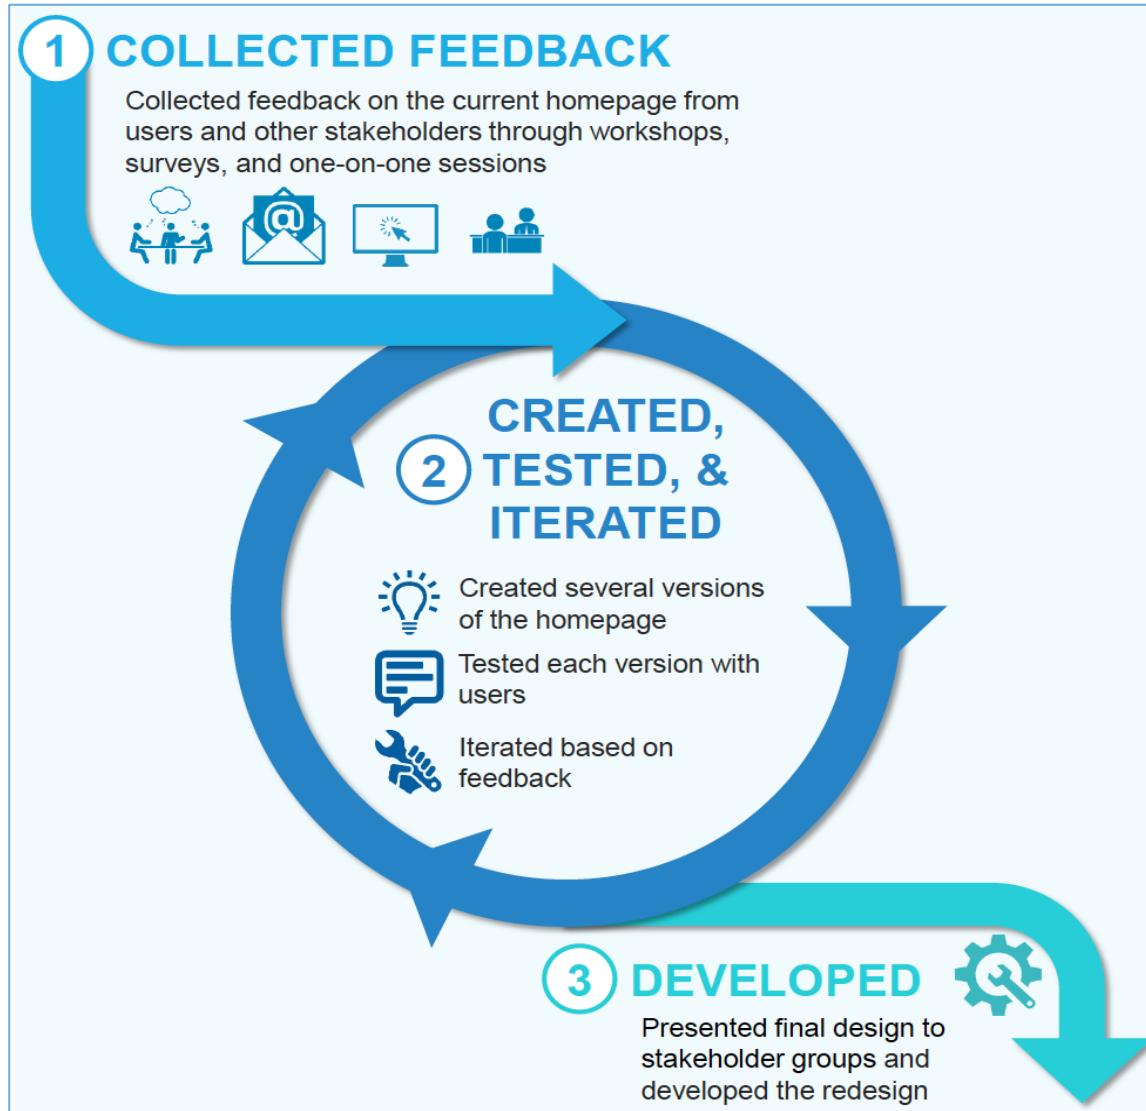 1 COLLECTED FEEDBACK
Collected feedback on the current homepage from
users and other stakeholders through workshops,
surveys, and one-on-one sessions
@
CREATED,
2 TESTED, &
ITERATED
Created several versions
of the homepage
Tested each version with
users
Iterated based on
feedback
3 DEVELOPED
Presented final design to
stakeholder groups and
developed the redesign